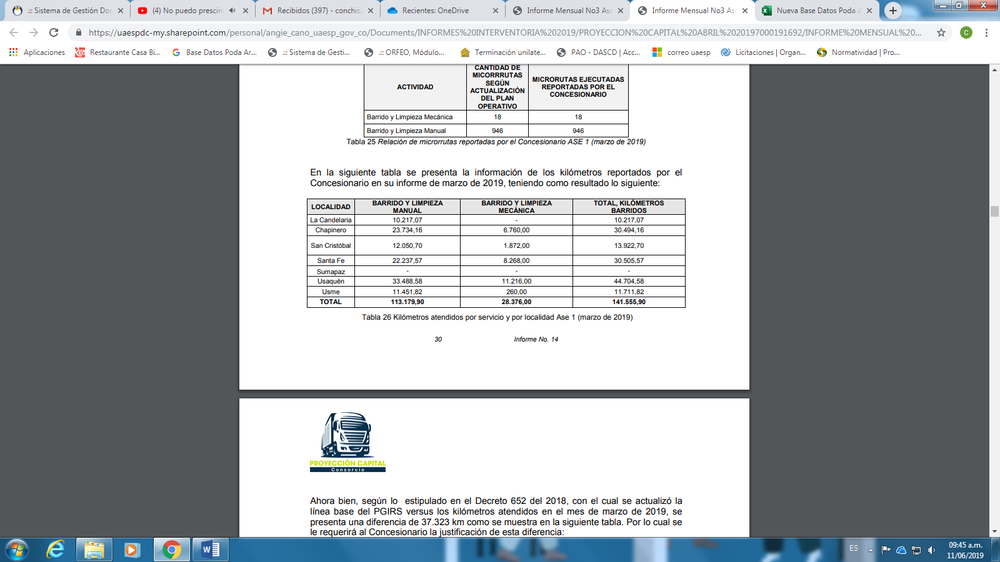 .:: Sistema de Gestión Doc
(4) No puedo prescin
Recibidos (397) - conchis2
Recientes: OneDrive
Informe Mensual No3 Ase
Informe Mensual No3 Ase
Nueva Base Datos Poda A
https://uaespdc-my.sharepoint.com/personal/angie_cano_uaesp_gov_co/Documents/INFORMES%20INTERVENTORIA%202019/PROYECCION%20CAPITAL%20ABRIL%2020197000191692/INFORME%20MENSUAL%20...
C
Aplicaciones
Restaurante Casa Bi...
Base Datos Poda Ar...
.:: Sistema de Gesti...
.:: ORFEO, Módulo...
Terminación unilate...
PAO - DASCD | Acc...
correo uaesp
Licitaciones | Organ...
Normatividad | Pro...
ACTIVIDAD
CANTIDAD DE
MICORRRUTAS
SEGÚN
ACTUALIZACIÓN
DEL PLAN
OPERATIVO
MICRORUTAS EJECUTADAS
REPORTADAS POR EL
CONCESIONARIO
Barrido y Limpieza Mecánica 18 18
Barrido y Limpieza Manual 946 946
Tabla 25 Relación de microrrutas reportadas por el Concesionario ASE 1 (marzo de 2019)
En la siguiente tabla se presenta la información de los kilómetros reportados por el
Concesionario en su informe de marzo de 2019, teniendo como resultado lo siguiente:
LOCALIDAD
BARRIDO Y LIMPIEZA
MANUAL
BARRIDO Y LIMPIEZA
MECÁNICA
TOTAL, KILÓMETROS
BARRIDOS
La Candelaria 10.217,07 - 10.217,07
Chapinero 23.734,16 6.760,00 30.494,16
San Cristóbal 12.050,70 1.872,00 13.922,70
Santa Fe 22.237,57 8.268,00 30.505,57
Sumapaz - - -
Usaquén 33.488,58 11.216,00 44.704,58
Usme 11.451,82 260,00 11.711,82
TOTAL 113.179,90 28.376,00 141.555,90
Tabla 26 Kilómetros atendidos por servicio y por localidad Ase 1 (marzo de 2019)
30 Informe No. 14
PROYECCIÓN CAPITAL
Consorcio
Ahora bien, según lo estipulado en el Decreto 652 del 2018, con el cual se actualizó la
línea base del PGIRS versus los kilómetros atendidos en el mes de marzo de 2019, se
presenta una diferencia de 37.323 km como se muestra en la siguiente tabla. Por lo cual se
le requerirá al Concesionario la justificación de esta diferencia:
ES
09:45 a.m.
11/06/2019